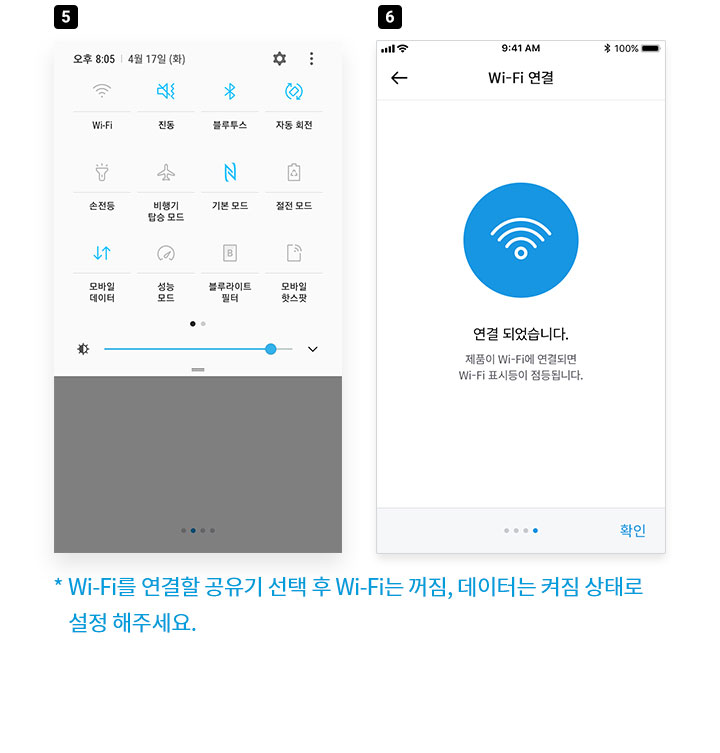 5
오후 8:05 | 4월 17일 (화)
Wi-Fi
진동
블루투스
자동 회전
손전등
비행기
탑승 모드
기본 모드
절전 모드
B
모바일
데이터
성능
모드
블루라이트
필터
모바일
핫스팟
6
9:41 AM
100%
Wi-Fi 연결
연결 되었습니다.
제품이 Wi-Fi에 연결되면
Wi-Fi 표시등이 점등됩니다.
확인
* Wi-Fi를 연결할 공유기 선택 후 Wi-Fi는 꺼짐, 데이터는 켜짐 상태로
설정 해주세요.